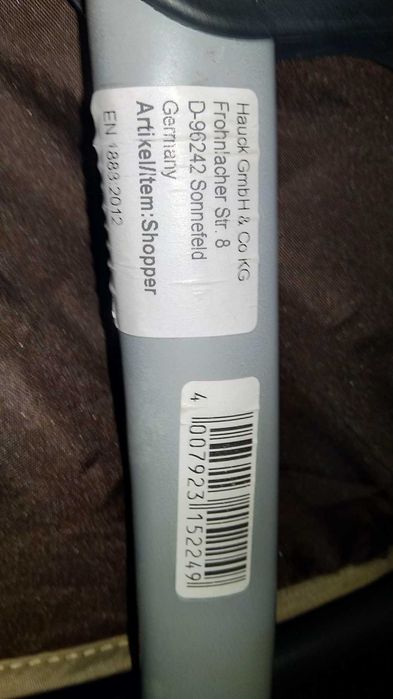 Hauck GmbH & Co KG
Frohnlacher Str. 8
D-96242 Sonnefeld
Germany
Artikel/Item:Shopper
EN 1888:2012
4 007923 152249